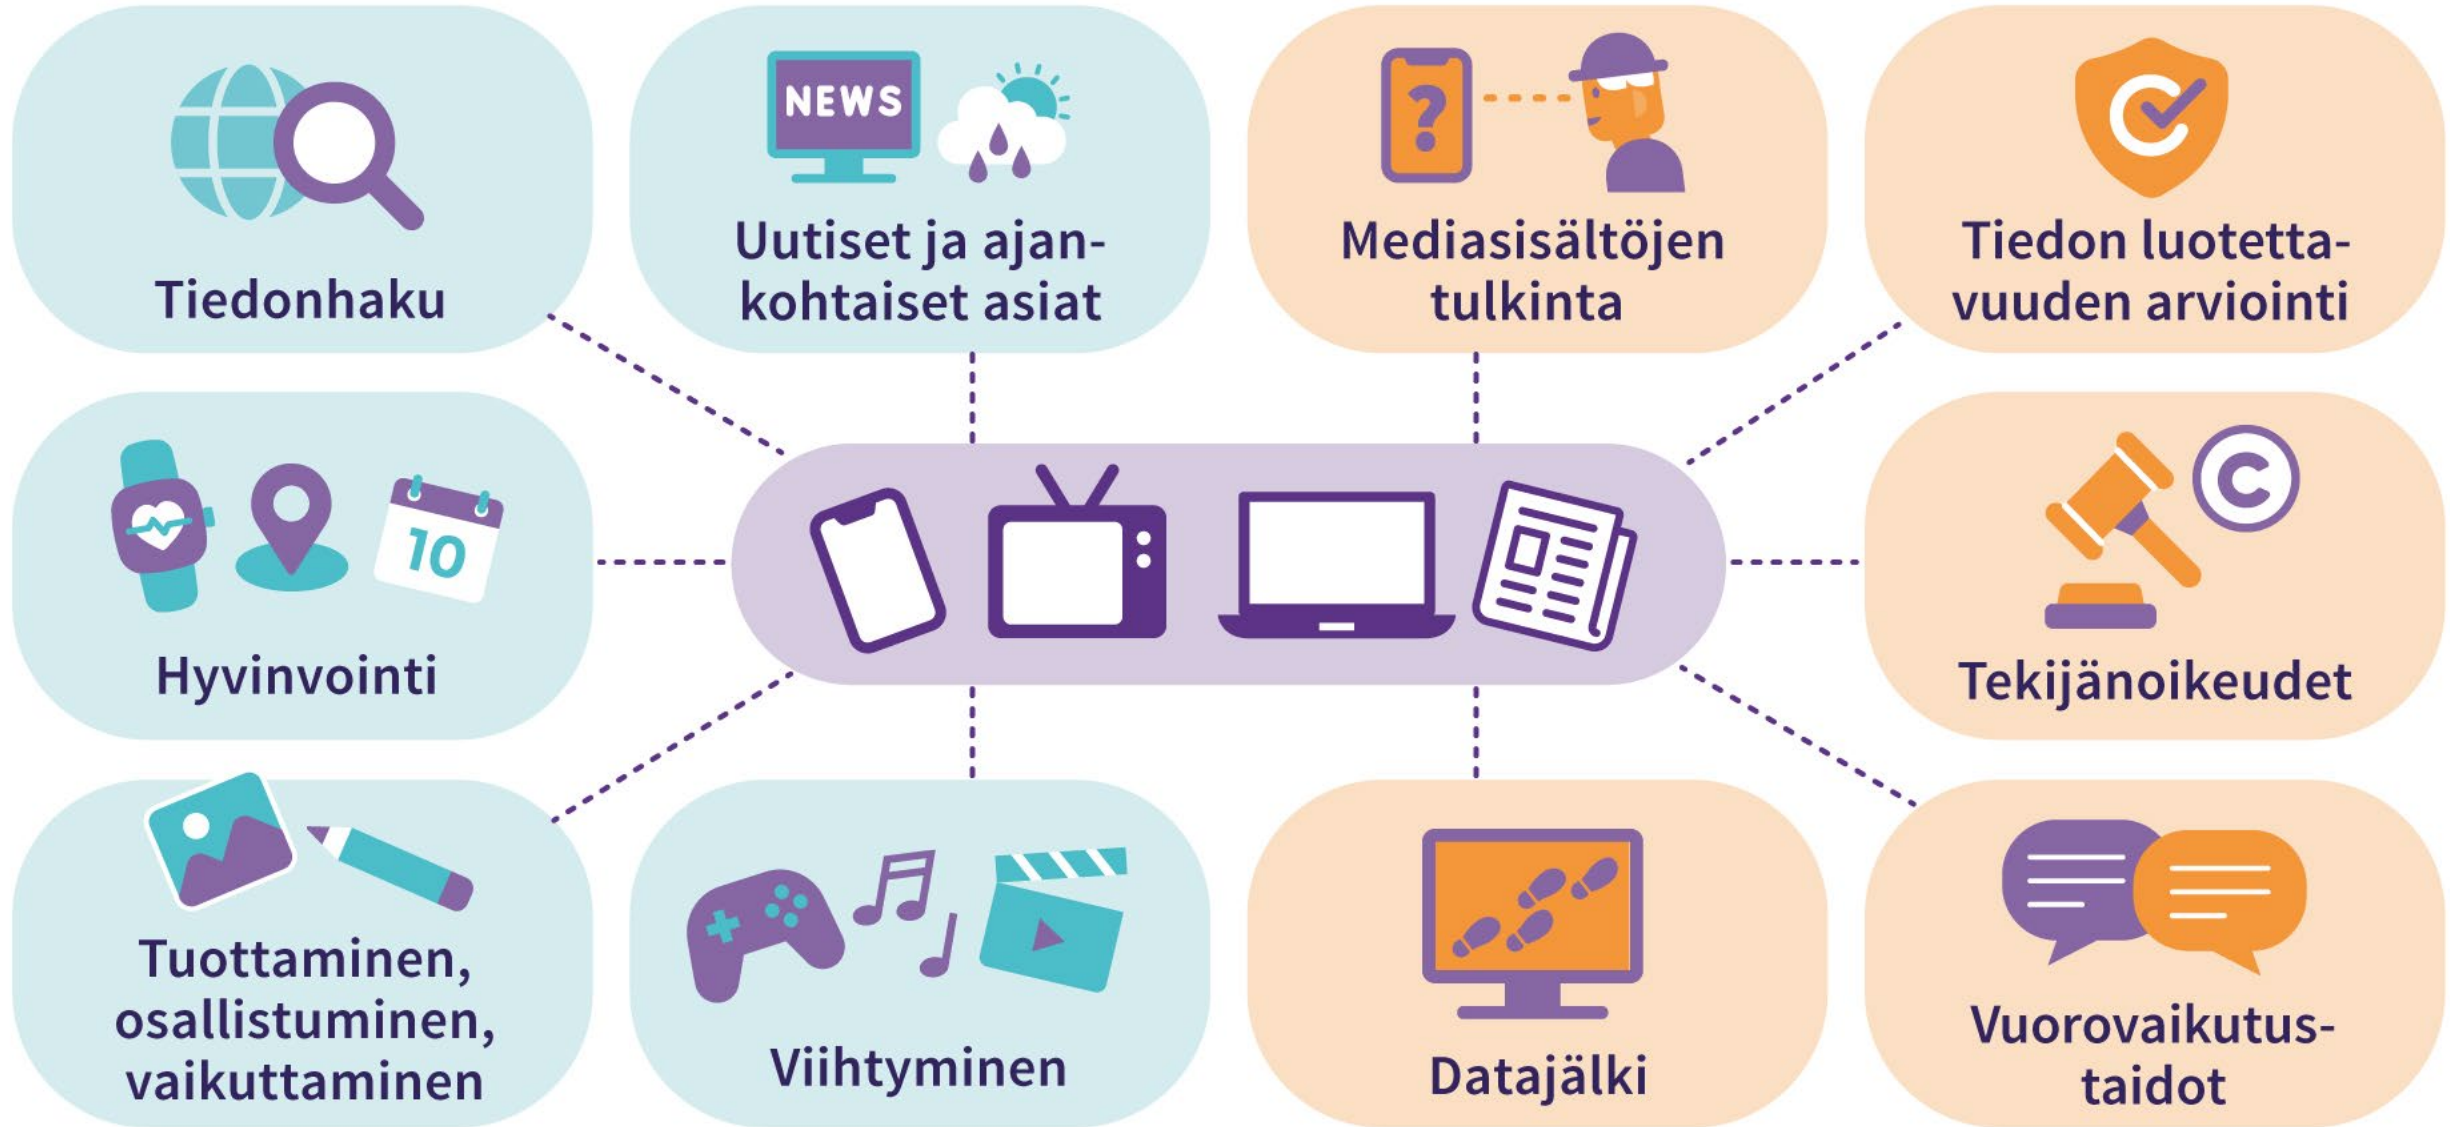 NEWS
Tiedonhaku
Uutiset ja ajan-
kohtaiset asiat
?
Mediasisältöjen
tulkinta
Tiedon luotetta-
vuuden arviointi
10
Hyvinvointi
©
Tekijänoikeudet
Tuottaminen,
osallistuminen,
vaikuttaminen
Viihtyminen
Datajälki
Vuorovaikutus-
taidot